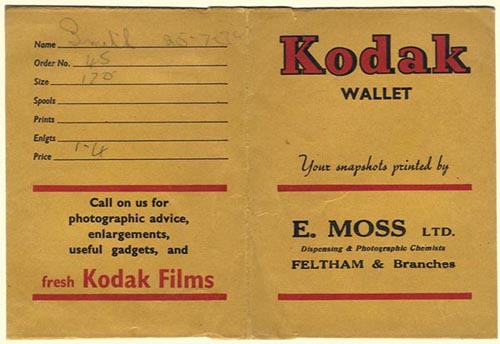 Name Smith
Order No. 45
Size 120
Spools
Prints
Enlgts
Price 1-4
Call on us for
photographic advice,
enlargements,
useful gadgets, and
fresh Kodak Films
Kodak
WALLET
Your snapshots printed by
E. MOSS LTD.
Dispensing & Photographic Chemists
FELTHAM & Branches